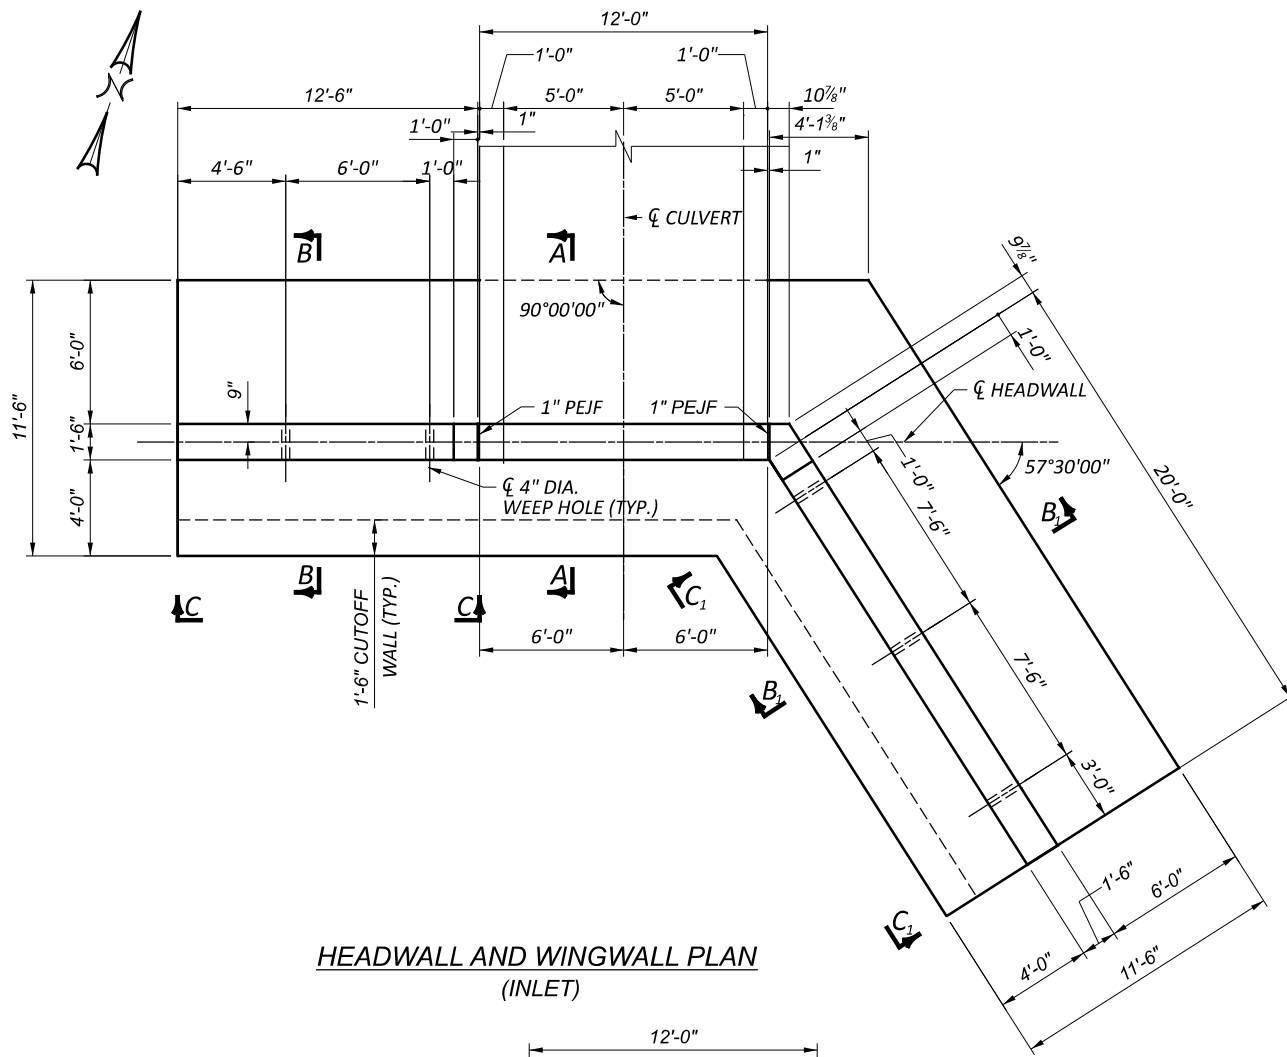 12'-0"
1'-0"
1'-0"
12'-6"
5'-0"
5'-0"
10⅞"
1'-0"
1"
4'-1⅜"
4'-6"
6'-0"
1'-0"
1"
℄ CULVERT
B
A
90°00'00"
9⅞"
1'-0"
11'-6"
6'-0"
9"
1'-6"
4'-0"
1" PEJF
1" PEJF
℄ HEADWALL
57°30'00"
1'-0"
7'-6"
20'-0"
℄ 4" DIA.
WEEP HOLE (TYP.)
B₁
B
A
C
C
C₁
1'-6" CUTOFF
WALL (TYP.)
6'-0"
6'-0"
7'-6"
B₁
3'-0"
1'-6"
6'-0"
C₁
4'-0"
11'-6"
HEADWALL AND WINGWALL PLAN
(INLET)
12'-0"